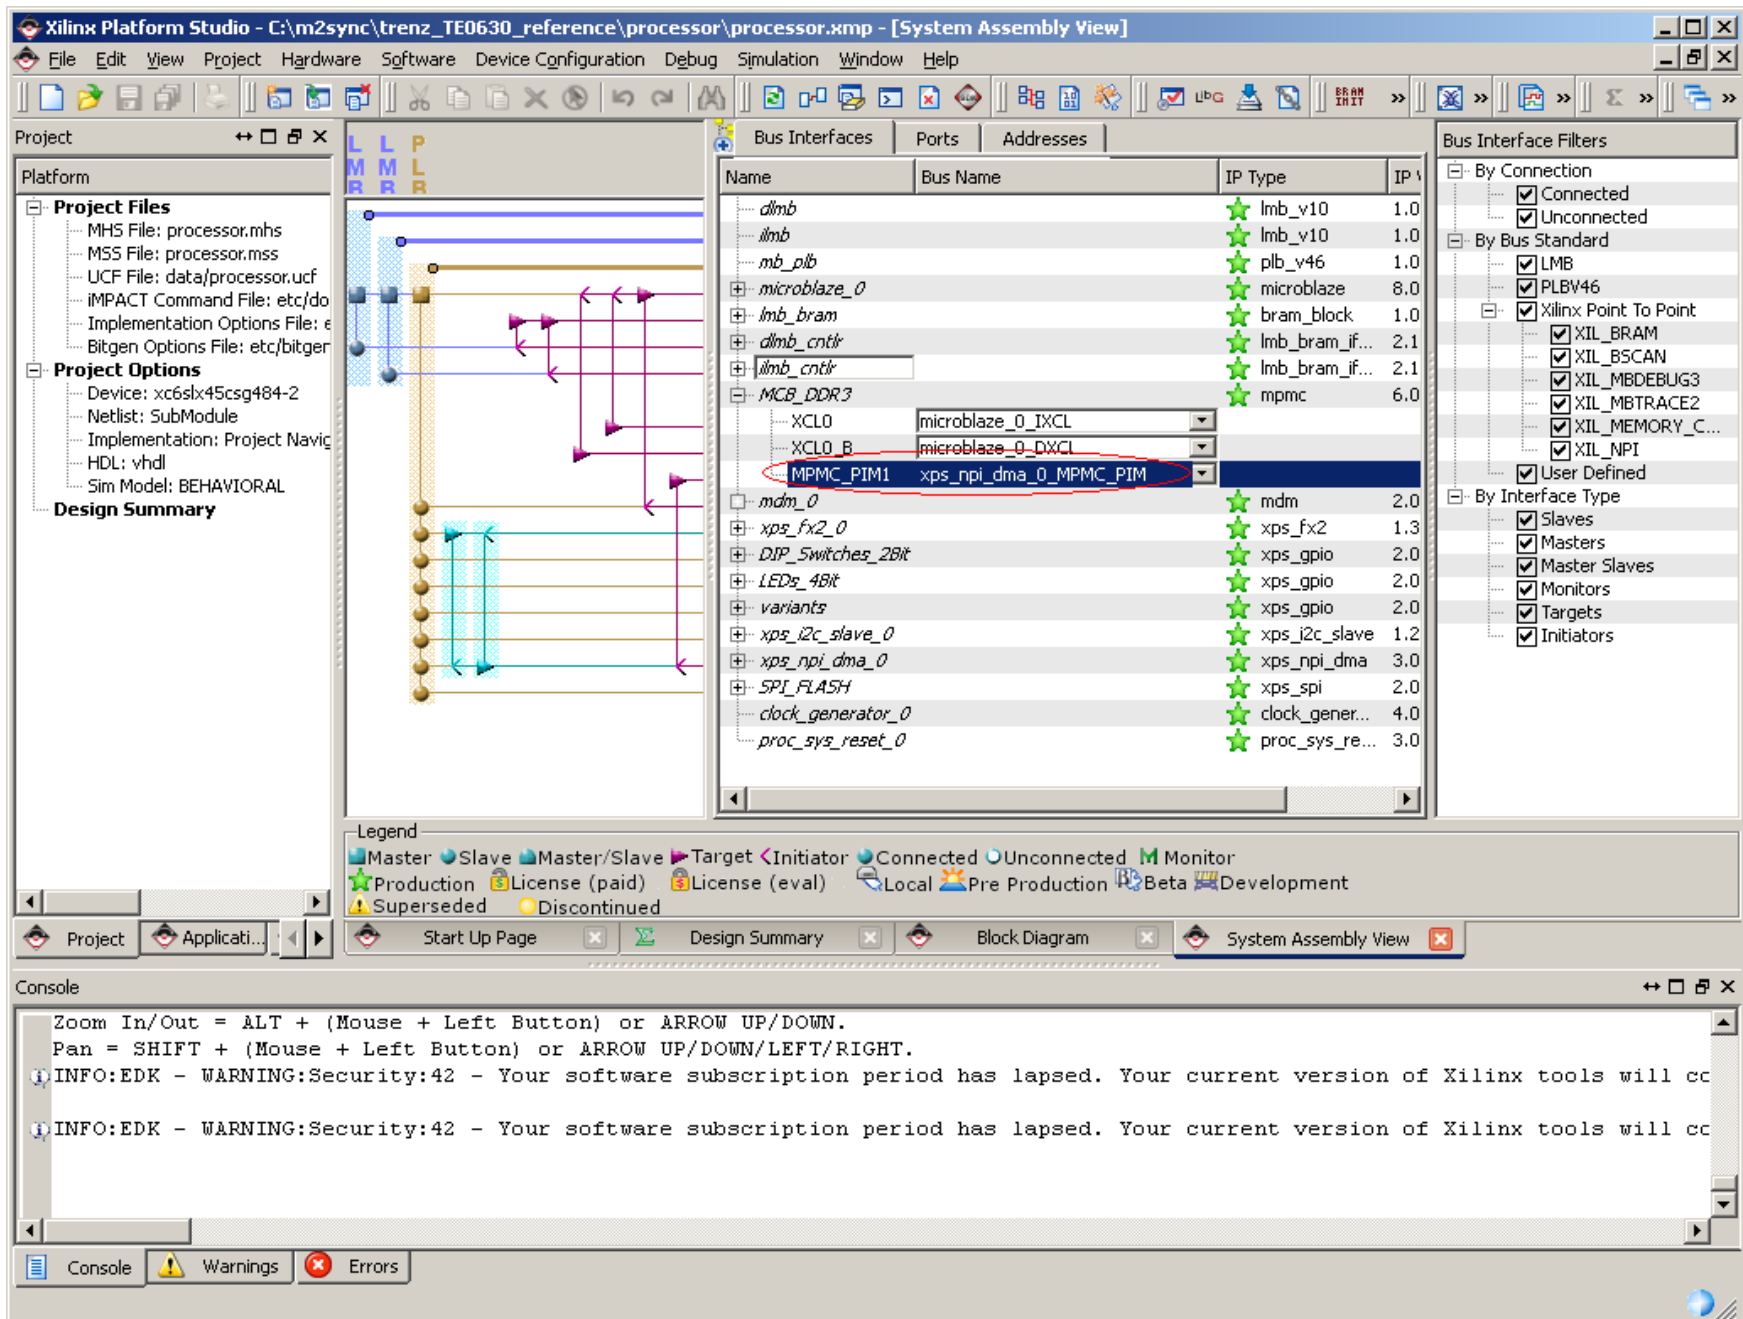 Xilinx Platform Studio - C:\m2sync\trenz_TE0630_reference\processor\processor.xmp - [System Assembly View]
File Edit View Project Hardware Software Device Configuration Debug Simulation Window Help
Project
Platform
Project Files
MHS File: processor.mhs
MSS File: processor.mss
UCF File: data/processor.ucf
iMPACT Command File: etc/do
Implementation Options File: e
Bitgen Options File: etc/bitger
Project Options
Device: xc6slx45csg484-2
Netlist: SubModule
Implementation: Project Navig
HDL: vhdl
Sim Model: BEHAVIORAL
Design Summary
Project
Applicati...
L L P
M M L
B B B
Bus Interfaces Ports Addresses
Name Bus Name IP Type IP V
dlmb lmb_v10 1.0
ilmb lmb_v10 1.0
mb_plb plb_v46 1.0
microblaze_0 microblaze 8.0
lmb_bram bram_block 1.0
dlmb_cntlr lmb_bram_if... 2.1
ilmb_cntlr lmb_bram_if... 2.1
MCB_DDR3 mpmc 6.0
XCL0 microblaze_0_IXCL
XCL0_B microblaze_0_DXCL
MPMC_PIM1 xps_npi_dma_0_MPMC_PIM
mdm_0 mdm 2.0
xps_fx2_0 xps_fx2 1.3
DIP_Switches_2Bit xps_gpio 2.0
LEDs_4Bit xps_gpio 2.0
variants xps_gpio 2.0
xps_i2c_slave_0 xps_i2c_slave 1.2
xps_npi_dma_0 xps_npi_dma 3.0
SPI_FLASH xps_spi 2.0
clock_generator_0 clock_gener... 4.0
proc_sys_reset_0 proc_sys_re... 3.0
Bus Interface Filters
By Connection
Connected
Unconnected
By Bus Standard
LMB
PLBV46
Xilinx Point To Point
XIL_BRAM
XIL_BSCAN
XIL_MBDEBUG3
XIL_MBTRACE2
XIL_MEMORY_C...
XIL_NPI
User Defined
By Interface Type
Slaves
Masters
Master Slaves
Monitors
Targets
Initiators
Legend
Master Slave Master/Slave Target Initiator Connected Unconnected M Monitor
Production License (paid) License (eval) Local Pre Production Beta Development
Superseded Discontinued
Start Up Page Design Summary Block Diagram System Assembly View
Console
Zoom In/Out = ALT + (Mouse + Left Button) or ARROW UP/DOWN.
Pan = SHIFT + (Mouse + Left Button) or ARROW UP/DOWN/LEFT/RIGHT.
INFO:EDK - WARNING:Security:42 - Your software subscription period has lapsed. Your current version of Xilinx tools will cc
INFO:EDK - WARNING:Security:42 - Your software subscription period has lapsed. Your current version of Xilinx tools will cc
Console Warnings Errors